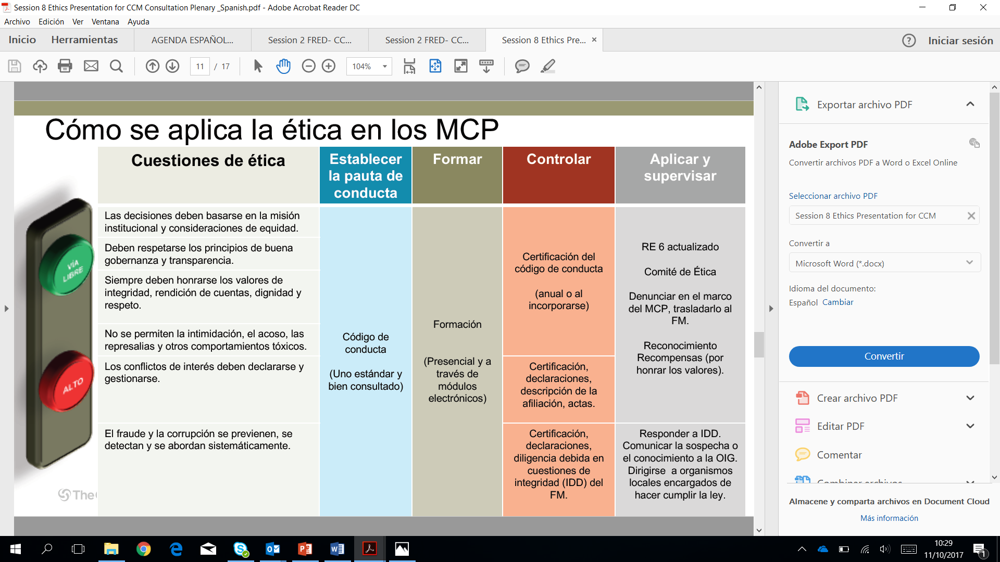 Session 8 Ethics Presentation for CCM Consultation Plenary _Spanish.pdf - Adobe Acrobat Reader DC
Archivo Edición Ver Ventana Ayuda
Inicio Herramientas AGENDA ESPAÑOL... Session 2 FRED- CC... Session 2 FRED- CC... Session 8 Ethics Pre... Iniciar sesión
11 / 17 104%
Cómo se aplica la ética en los MCP
Cuestiones de ética
Establecer
la pauta de
conducta
Formar
Controlar
Aplicar y
supervisar
Las decisiones deben basarse en la misión
institucional y consideraciones de equidad.
Deben respetarse los principios de buena
gobernanza y transparencia.
Siempre deben honrarse los valores de
integridad, rendición de cuentas, dignidad y
respeto.
No se permiten la intimidación, el acoso, las
represalias y otros comportamientos tóxicos.
Los conflictos de interés deben declararse y
gestionarse.
El fraude y la corrupción se previenen, se
detectan y se abordan sistemáticamente.
Código de
conducta
(Uno estándar y
bien consultado)
Formación
(Presencial y a
través de
módulos
electrónicos)
Certificación del
código de conducta
(anual o al
incorporarse)
Certificación,
declaraciones,
descripción de la
afiliación, actas.
Certificación,
declaraciones,
diligencia debida en
cuestiones de
integridad (IDD) del
FM.
RE 6 actualizado
Comité de Ética
Denunciar en el marco
del MCP, trasladarlo al
FM.
Reconocimiento
Recompensas (por
honrar los valores).
Responder a IDD.
Comunicar la sospecha o
el conocimiento a la OIG.
Dirigirse a organismos
locales encargados de
hacer cumplir la ley.
VÍA
LIBRE
ALTO
The
Exportar archivo PDF
Adobe Export PDF
Convertir archivos PDF a Word o Excel Online
Seleccionar archivo PDF
Session 8 Ethics Presentation for CCM
Convertir a
Microsoft Word (*.docx)
Idioma del documento:
Español Cambiar
Convertir
Crear archivo PDF
Editar PDF
Comentar
Combinar archivos
Almacene y comparta archivos en Document Cloud
Más información
10:29
11/10/2017
1